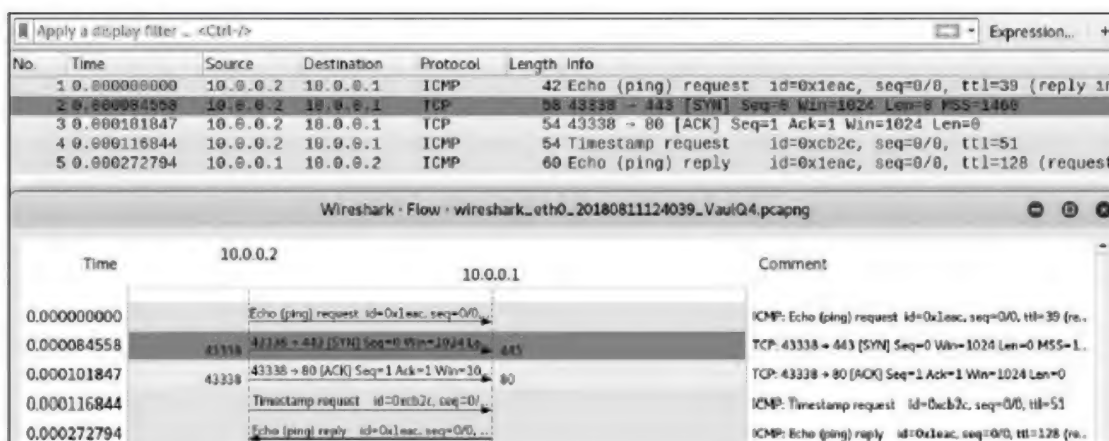 Apply a display filter ... <Ctrl-/> Expression... +
No. Time Source Destination Protocol Length Info
1 0.000000000 10.0.0.2 10.0.0.1 ICMP 42 Echo (ping) request id=0x1eac, seq=0/0, ttl=39 (reply in
2 0.000084558 10.0.0.2 10.0.0.1 TCP 58 43338 → 443 [SYN] Seq=0 Win=1024 Len=0 MSS=1460
3 0.000101847 10.0.0.2 10.0.0.1 TCP 54 43338 → 80 [ACK] Seq=1 Ack=1 Win=1024 Len=0
4 0.000116844 10.0.0.2 10.0.0.1 ICMP 54 Timestamp request id=0xcb2c, seq=0/0, ttl=51
5 0.000272794 10.0.0.1 10.0.0.2 ICMP 60 Echo (ping) reply id=0x1eac, seq=0/0, ttl=128 (request
Wireshark · Flow · wireshark_eth0_20180811124039_VaulQ4.pcapng
Time 10.0.0.2 10.0.0.1 Comment
0.000000000 Echo (ping) request id=0x1eac, seq=0/0, .. ICMP: Echo (ping) request id=0x1eac, seq=0/0, ttl=39 (re..
0.000084558 43338 43338 → 443 [SYN] Seq=0 Win=1024 Le.. 443 TCP: 43338 → 443 [SYN] Seq=0 Win=1024 Len=0 MSS=1..
0.000101847 43338 43338 → 80 [ACK] Seq=1 Ack=1 Win=10.. 80 TCP: 43338 → 80 [ACK] Seq=1 Ack=1 Win=1024 Len=0
0.000116844 Timestamp request id=0xcb2c, seq=0/.. ICMP: Timestamp request id=0xcb2c, seq=0/0, ttl=51
0.000272794 Echo (ping) reply id=0x1eac, seq=0/0, .. ICMP: Echo (ping) reply id=0x1eac, seq=0/0, ttl=128 (re..